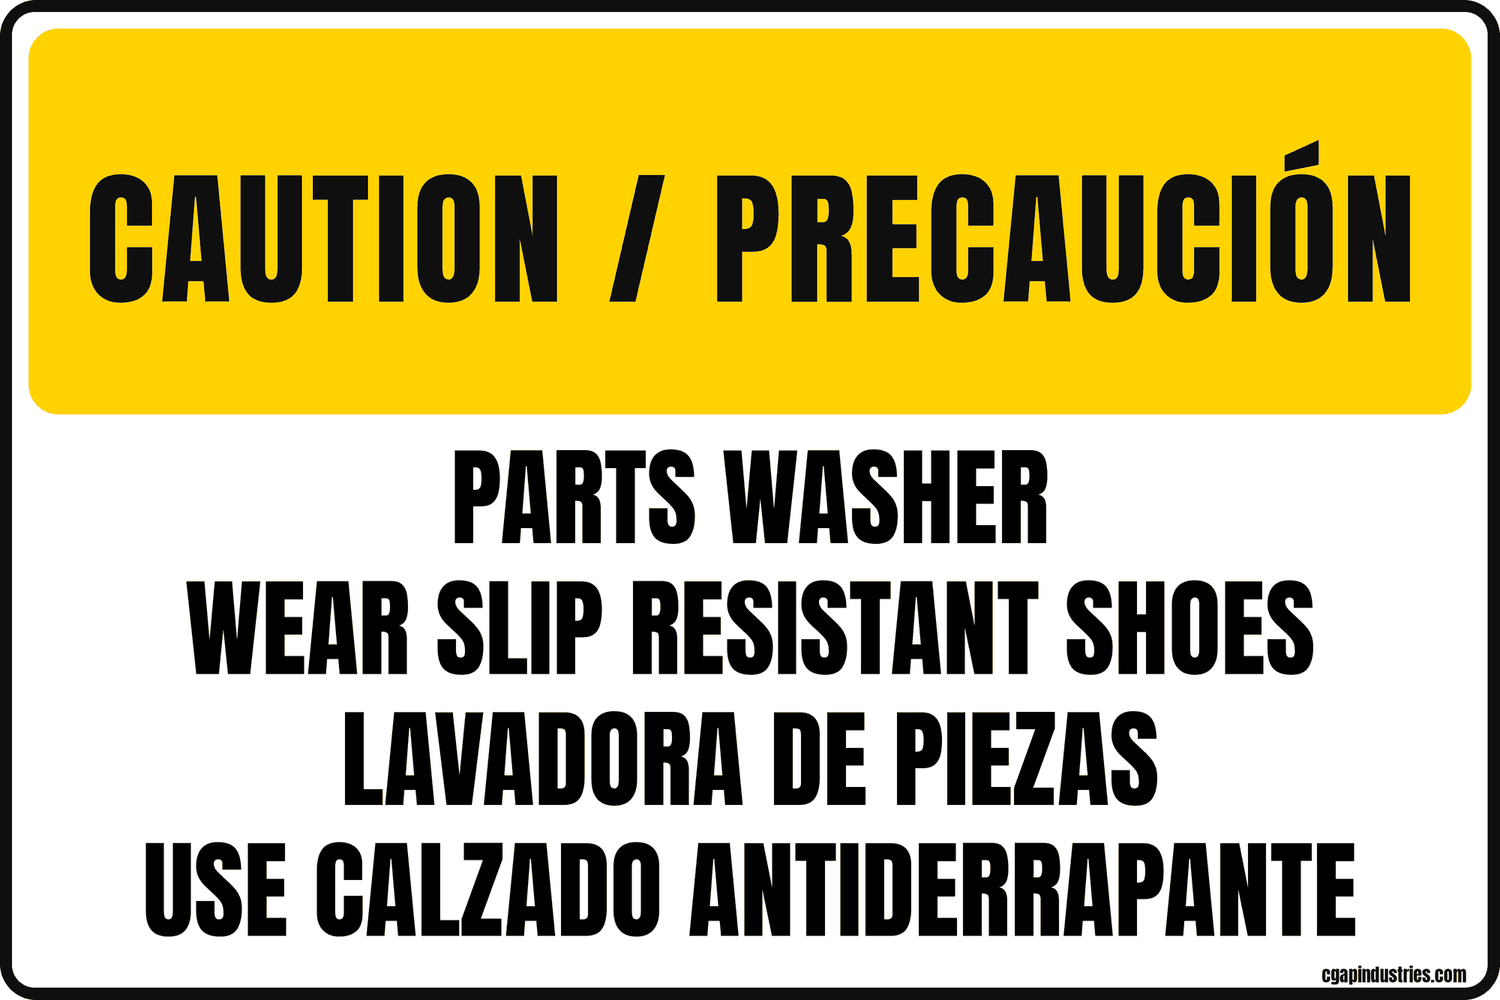 CAUTION / PRECAUCIÓN
PARTS WASHER
WEAR SLIP RESISTANT SHOES
LAVADORA DE PIEZAS
USE CALZADO ANTIDERRAPANTE
cgapindustries.com